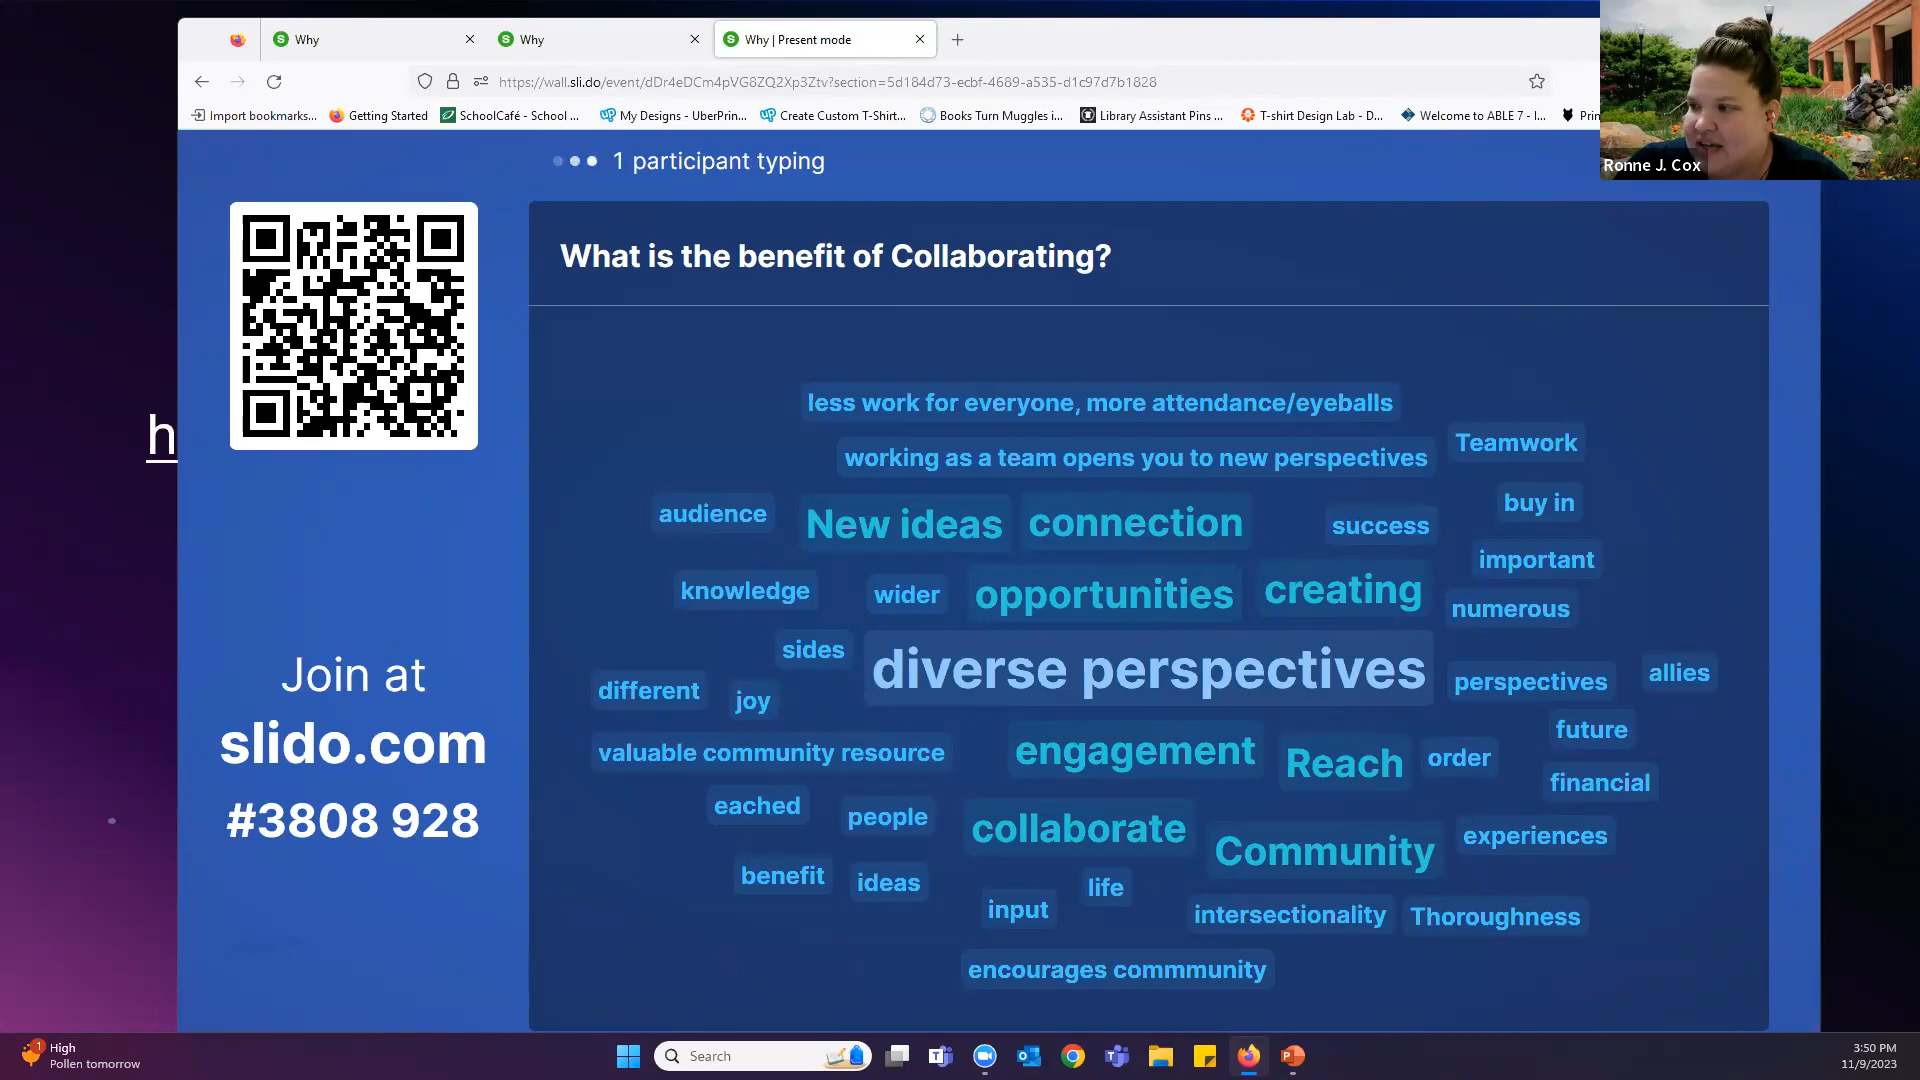 Why
Why
Why | Present mode
https://wall.sli.do/event/dDr4eDCm4pVG8ZQ2Xp3Ztv?section=5d184d73-ecbf-4689-a535-d1c97d7b1828
Import bookmarks... Getting Started SchoolCafé - School ... My Designs - UberPrin... Create Custom T-Shirt... Books Turn Muggles i... Library Assistant Pins ... T-shirt Design Lab - D... Welcome to ABLE 7 - I... Prin
Ronne J. Cox
1 participant typing
What is the benefit of Collaborating?
h
Join at
slido.com
#3808 928
less work for everyone, more attendance/eyeballs
Teamwork
working as a team opens you to new perspectives
buy in
audience
New ideas
connection
success
important
knowledge
wider
opportunities
creating
numerous
sides
diverse perspectives
perspectives
allies
different
joy
future
valuable community resource
engagement
Reach
order
financial
eached
people
collaborate
Community
experiences
benefit
ideas
life
input
intersectionality
Thoroughness
encourages commmunity
1
High
Pollen tomorrow
Search
3:50 PM
11/9/2023